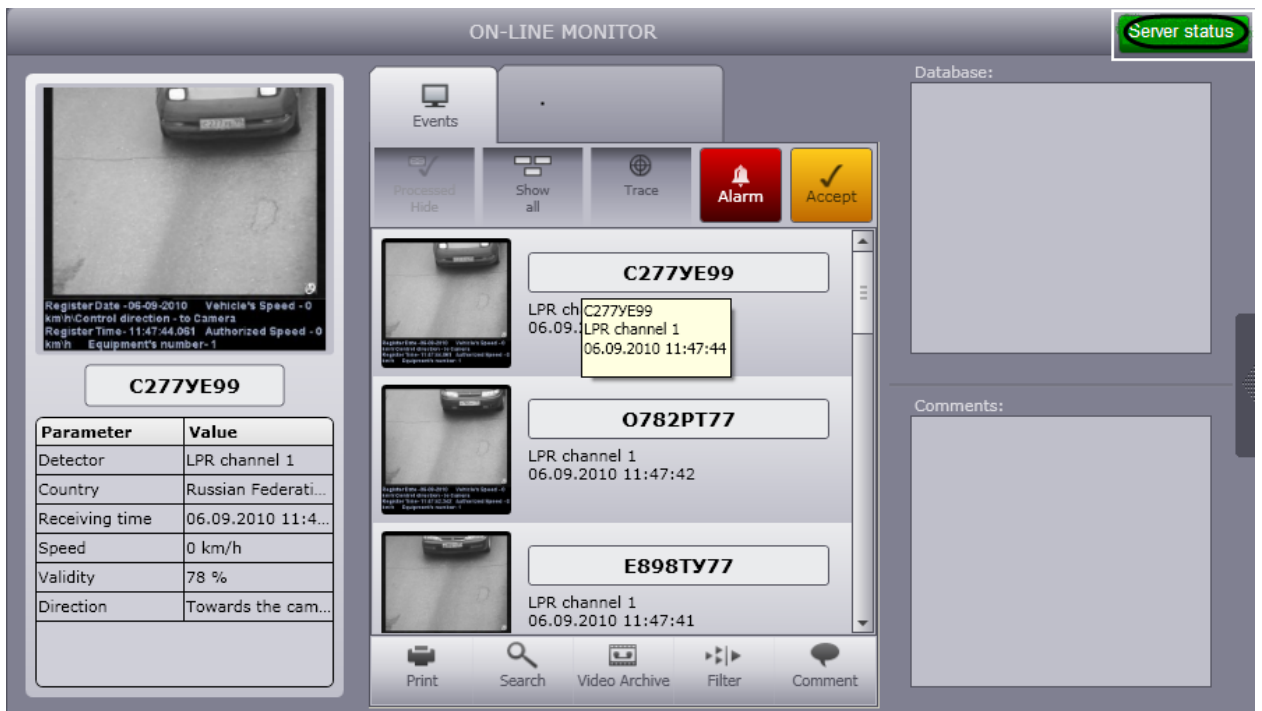 ON-LINE MONITOR
Server status
Register Date -06-09-2010 Vehicle's Speed - 0
km\h\Control direction - to Camera
Register Time- 11:47:44.061 Authorized Speed - 0
km\h Equipment's number- 1
С277УЕ99
Parameter Value
Detector LPR channel 1
Country Russian Federati...
Receiving time 06.09.2010 11:4...
Speed 0 km/h
Validity 78 %
Direction Towards the cam...
Events
Processed
Hide
Show
all
Trace
Alarm
Accept
С277УЕ99
LPR ch
06.09.
С277УЕ99
LPR channel 1
06.09.2010 11:47:44
О782РТ77
LPR channel 1
06.09.2010 11:47:42
Е898ТУ77
LPR channel 1
06.09.2010 11:47:41
Print
Search
Video Archive
Filter
Comment
Database:
Comments: